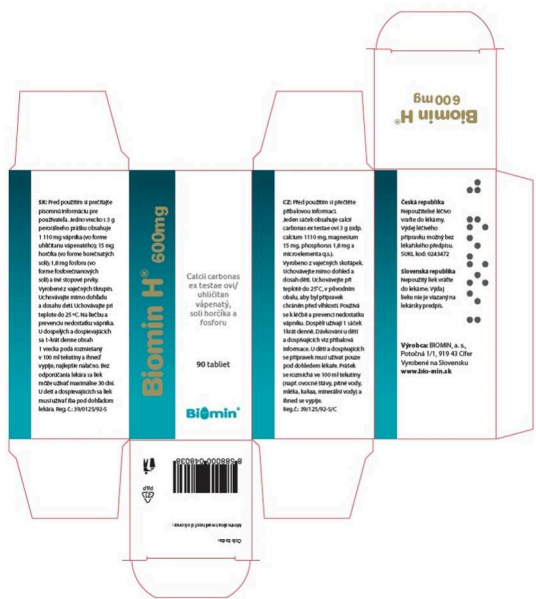 Biomin H®
600mg
SK: Pred použitím si prečítajte
písomnú informáciu pre
používateľa. Jedno vrecko s 3 g
perorálneho prášku obsahuje
1 110 mg vápnika (vo forme
uhličitanu vápenatého); 15 mg
horčíka (vo forme horečnatých
solí); 1,8 mg fosforu (vo
forme fosforečnanových
solí) a iné stopové prvky.
Vyrobené z vaječných škrupín.
Uchovávajte mimo dohľadu
a dosahu detí. Uchovávajte pri
teplote do 25 ºC. Na liečbu a
prevenciu nedostatku vápnika.
U dospelých a dospievajúcich
sa 1-krát denne obsah
1 vrecka podá rozmiešaný
v 100 ml tekutiny a ihneď
vypije, najlepšie nalačno. Bez
odporúčania lekára sa liek
môže užívať maximálne 30 dní.
U detí a dospievajúcich sa liek
musí užívať iba pod dohľadom
lekára. Reg. č.: 39/0125/92-S
Biomin H® 600mg
Calcii carbonas
ex testae ovi/
uhličitan
vápenatý,
soli horčíka a
fosforu
90 tabliet
Biomin®
CZ: Před použitím si přečtěte
příbalovou informaci.
Jeden sáček obsahuje calcii
carbonas ex testae ovi 3 g (odp.
calcium 1110 mg, magnesium
15 mg, phosphorus 1,8 mg a
microelementa q.s.).
Vyrobeno z vaječných skořápek.
Uchovávejte mimo dohled a
dosah dětí. Uchovávejte při
teplotě do 25°C, v původním
obalu, aby byl přípravek
chráněn před vlhkostí. Používá
se k léčbě a prevenci nedostatku
vápníku. Dospělí užívají 1 sáček
1krát denně. Dávkování u dětí
a dospívajících viz příbalová
informace. U dětí a dospívajících
se přípravek musí užívat pouze
pod dohledem lékaře. Prášek
se rozmíchá ve 100 ml tekutiny
(např. ovocné šťávy, pitné vody,
mléka, kakaa, minerální vody) a
ihned se vypije.
Reg.č.: 39/125/92-S/C
Česká republika
Nepoužitelné léčivo
vraťte do lékárny.
Výdej léčivého
přípravku možný bez
lékařského předpisu.
SUKL kod: 0243472
Slovenská republika
Nepoužitý liek vráťte
do lekárne. Výdaj
lieku nie je viazaný na
lekársky predpis.
Výrobca: BIOMIN, a. s.,
Potočná 1/1, 919 43 Cífer
Vyrobené na Slovensku
www.bio-min.sk
8 588000 048038
PAP